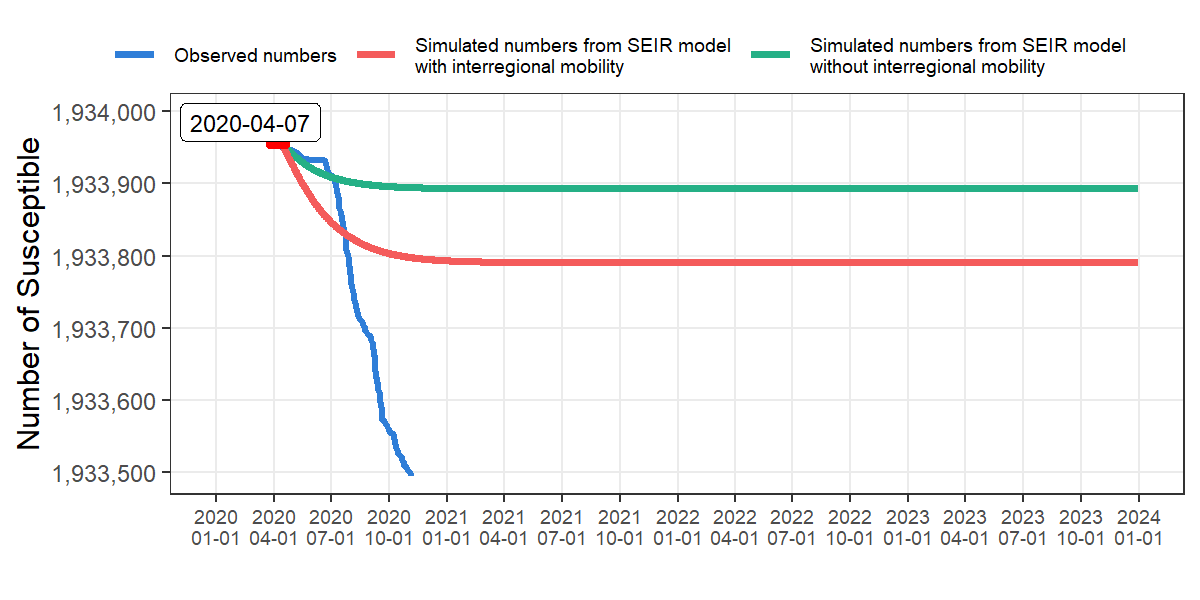 Observed numbers
Simulated numbers from SEIR model
with interregional mobility
Simulated numbers from SEIR model
without interregional mobility
Number of Susceptible
1,934,000
1,933,900
1,933,800
1,933,700
1,933,600
1,933,500
2020-04-07
2020 2020 2020 2020 2021 2021 2021 2021 2022 2022 2022 2022 2023 2023 2023 2023 2024
01-01 04-01 07-01 10-01 01-01 04-01 07-01 10-01 01-01 04-01 07-01 10-01 01-01 04-01 07-01 10-01 01-01